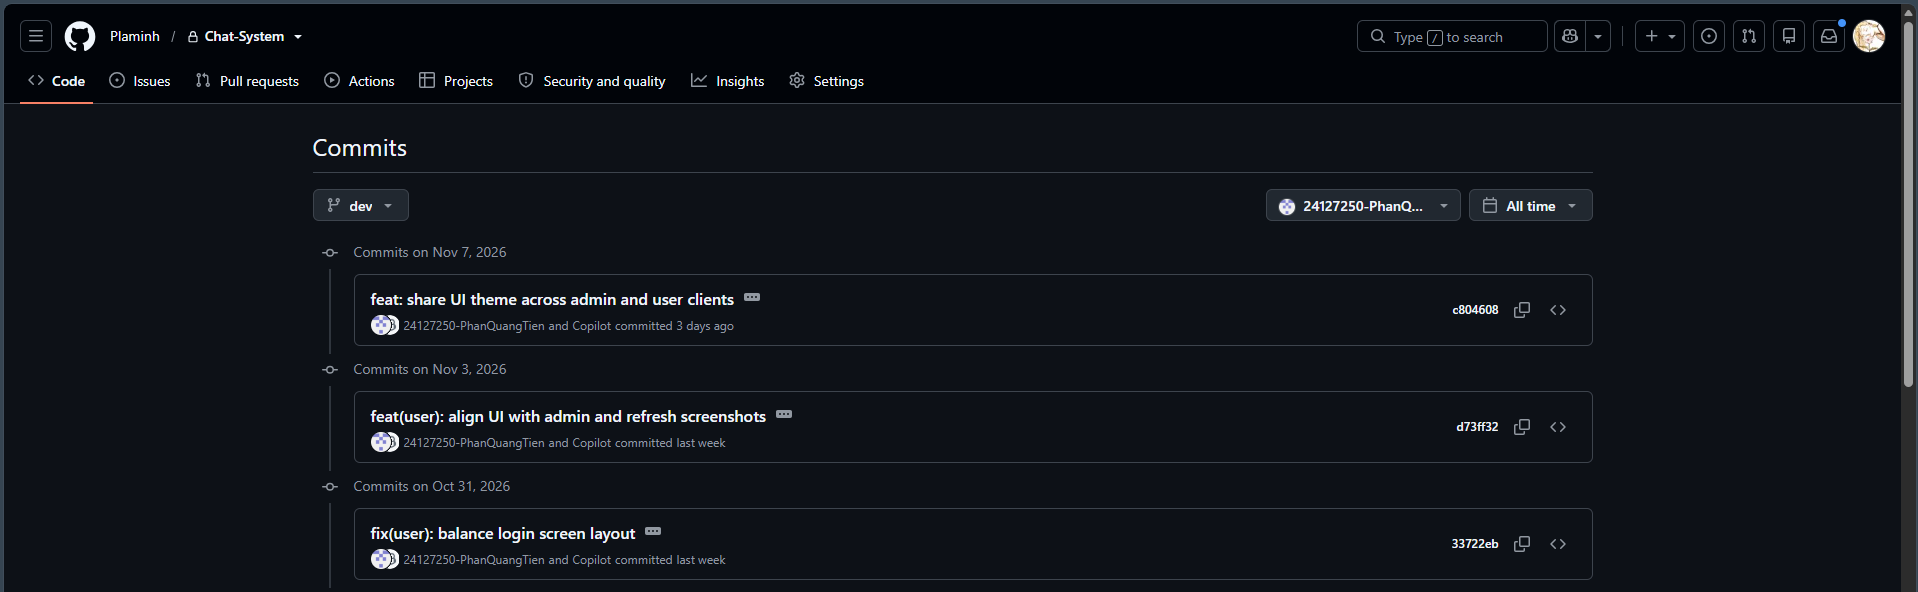 Plaminh / Chat-System
Type / to search
Code
Issues
Pull requests
Actions
Projects
Security and quality
Insights
Settings
Commits
dev
24127250-PhanQ...
All time
Commits on Nov 7, 2026
feat: share UI theme across admin and user clients
24127250-PhanQuangTien and Copilot committed 3 days ago
c804608
Commits on Nov 3, 2026
feat(user): align UI with admin and refresh screenshots
24127250-PhanQuangTien and Copilot committed last week
d73ff32
Commits on Oct 31, 2026
fix(user): balance login screen layout
24127250-PhanQuangTien and Copilot committed last week
33722eb